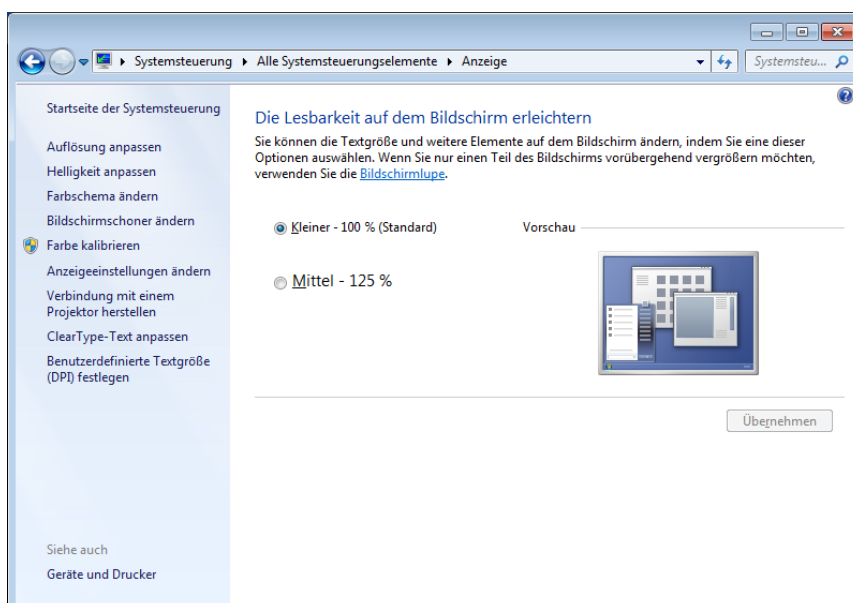 Systemsteuerung
Alle Systemsteuerungselemente
Anzeige
Systemsteu...
Startseite der Systemsteuerung
Auflösung anpassen
Helligkeit anpassen
Farbschema ändern
Bildschirmschoner ändern
Farbe kalibrieren
Anzeigeeinstellungen ändern
Verbindung mit einem
Projektor herstellen
ClearType-Text anpassen
Benutzerdefinierte Textgröße
(DPI) festlegen
Siehe auch
Geräte und Drucker
Die Lesbarkeit auf dem Bildschirm erleichtern
Sie können die Textgröße und weitere Elemente auf dem Bildschirm ändern, indem Sie eine dieser
Optionen auswählen. Wenn Sie nur einen Teil des Bildschirms vorübergehend vergrößern möchten,
verwenden Sie die Bildschirmlupe.
Kleiner - 100 % (Standard)
Vorschau
Mittel - 125 %
Übernehmen